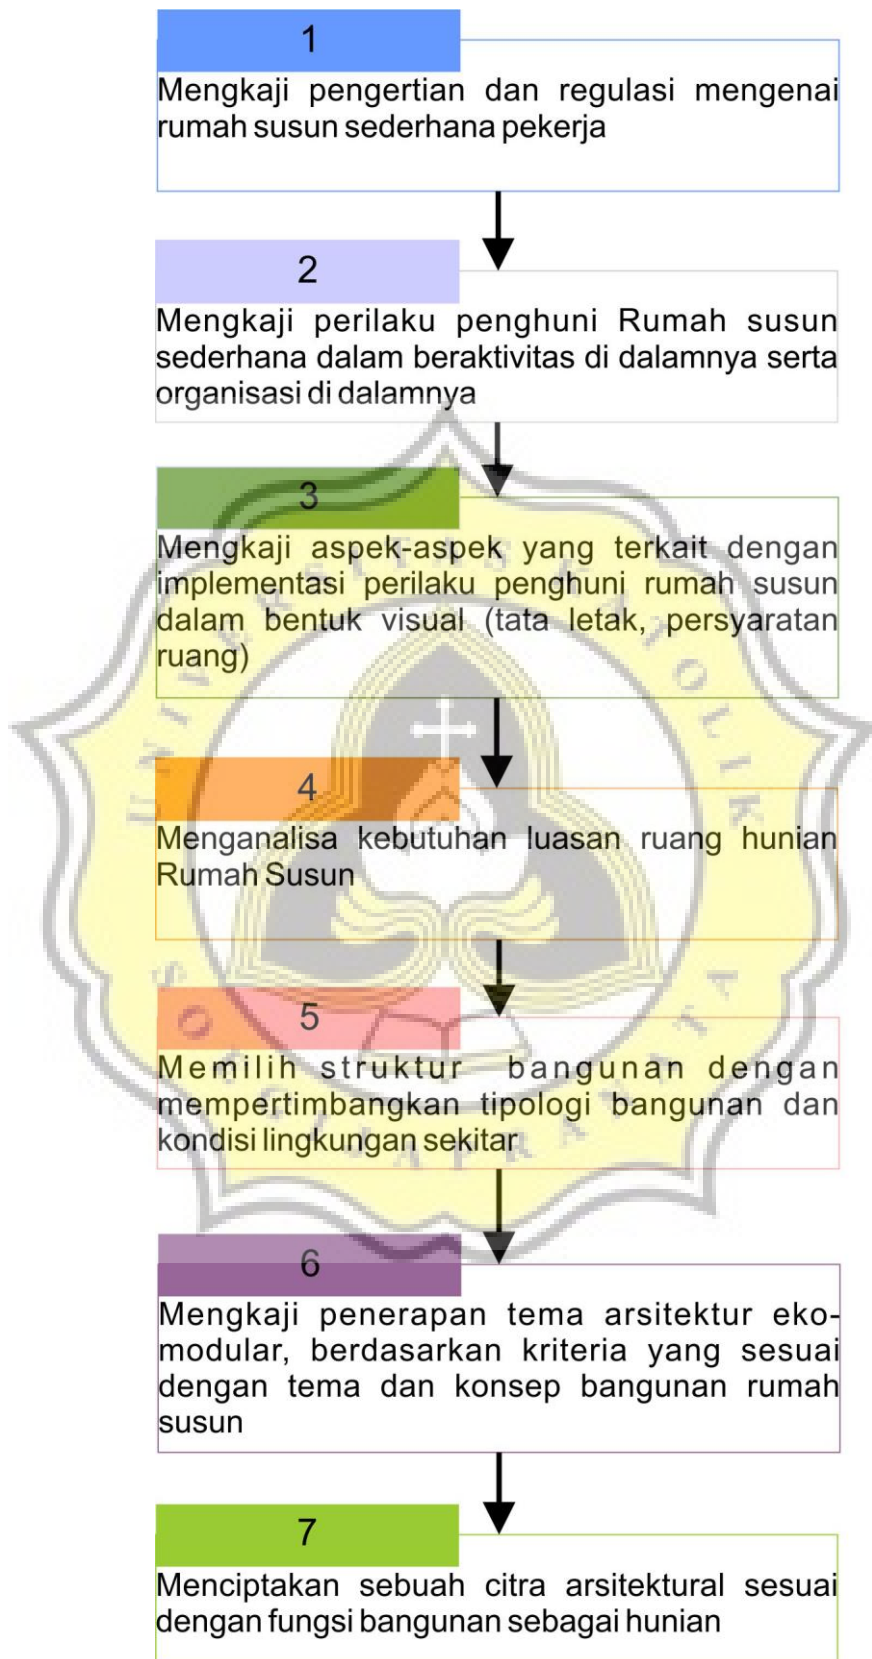 1
Mengkaji pengertian dan regulasi mengenai
rumah susun sederhana pekerja
2
Mengkaji perilaku penghuni Rumah susun
sederhana dalam beraktivitas di dalamnya serta
organisasi di dalamnya
3
Mengkaji aspek-aspek yang terkait dengan
implementasi perilaku penghuni rumah susun
dalam bentuk visual (tata letak, persyaratan
ruang)
4
Menganalisa kebutuhan luasan ruang hunian
Rumah Susun
5
Memilih struktur bangunan dengan
mempertimbangkan tipologi bangunan dan
kondisi lingkungan sekitar
6
Mengkaji penerapan tema arsitektur eko-
modular, berdasarkan kriteria yang sesuai
dengan tema dan konsep bangunan rumah
susun
7
Menciptakan sebuah citra arsitektural sesuai
dengan fungsi bangunan sebagai hunian
UNIVERSITAS KATOLIK
SOEGIJAPRANATA